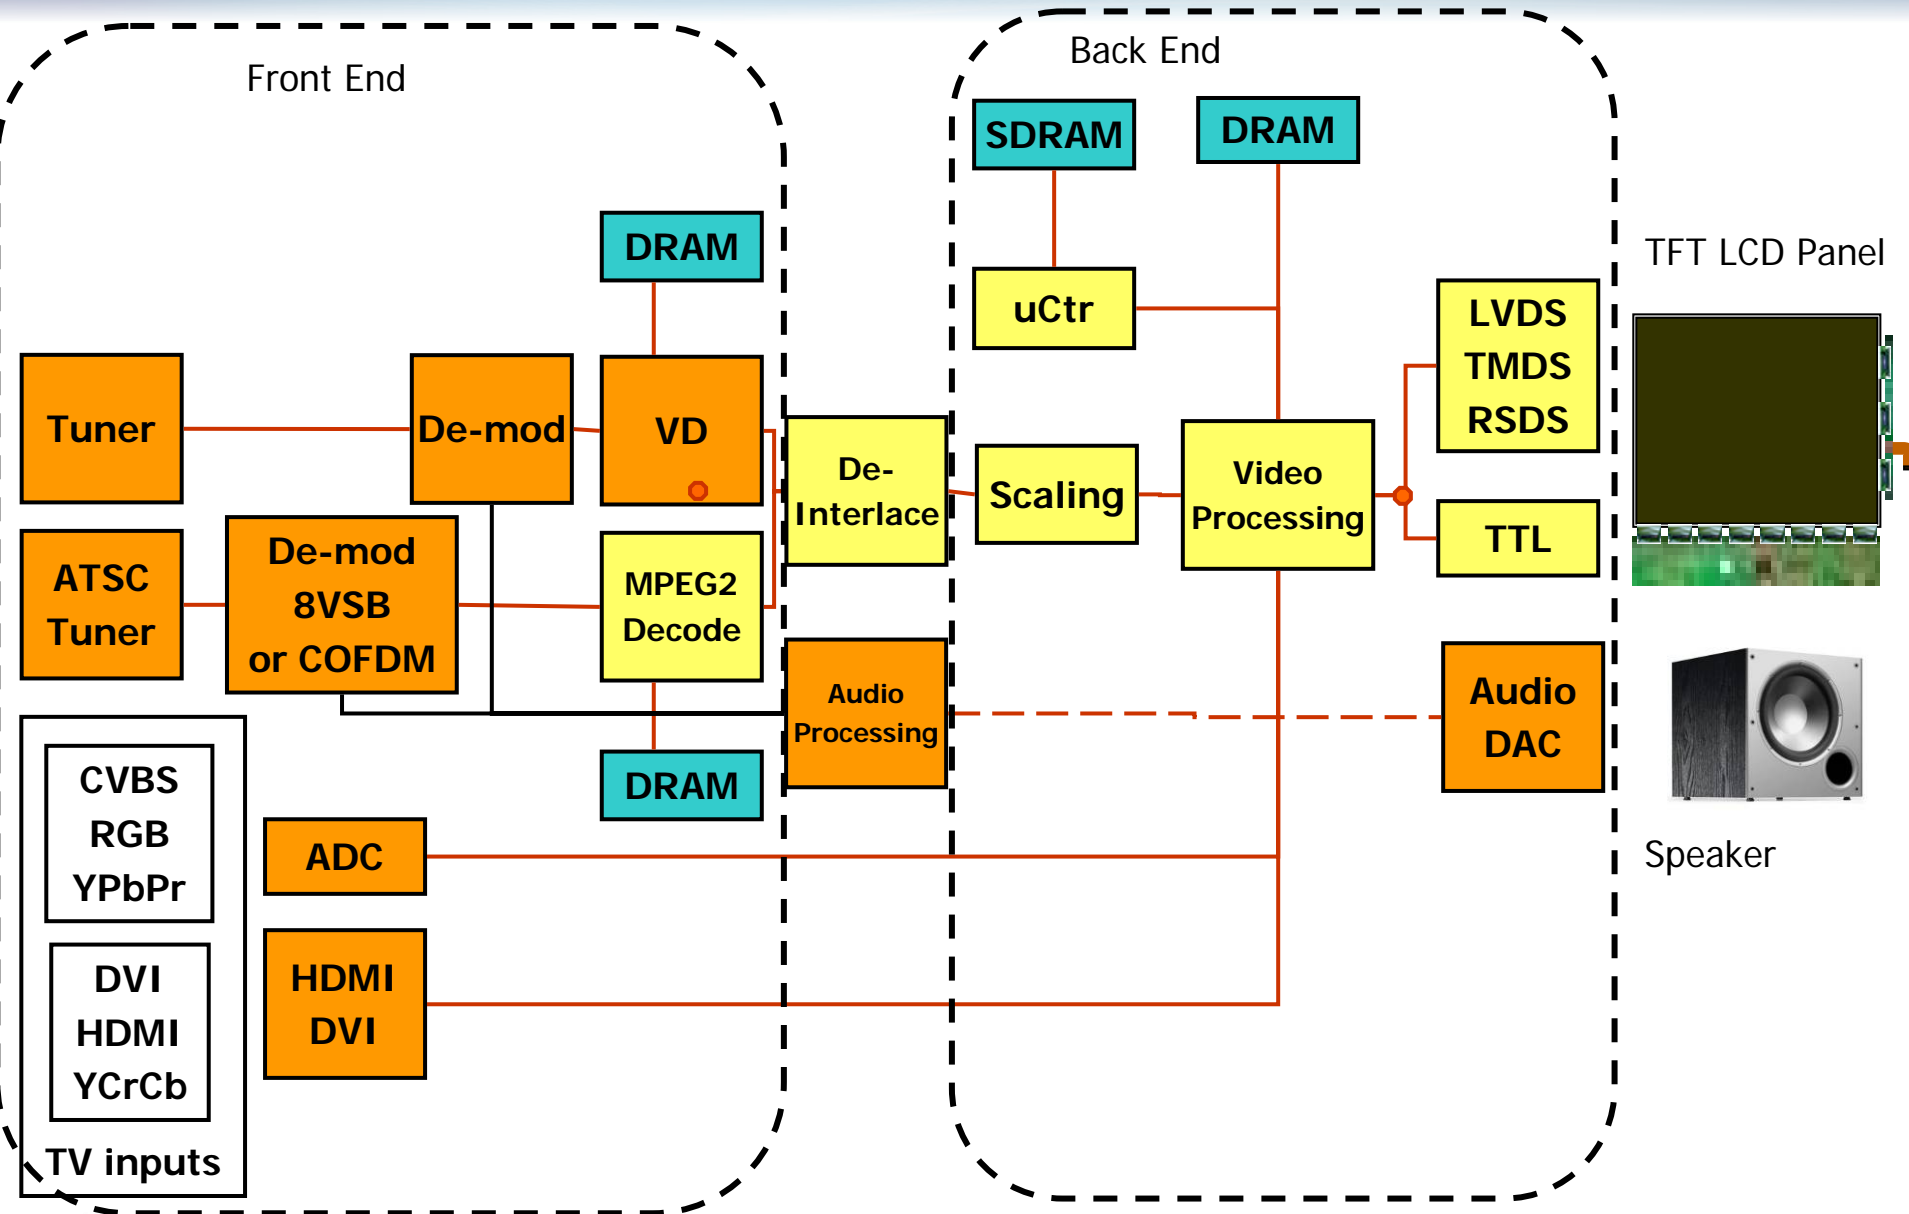 Front End
Back End
SDRAM
DRAM
DRAM
uCtr
TFT LCD Panel
LVDS
TMDS
RSDS
Tuner
De-mod
VD
De-
Interlace
Scaling
Video
Processing
TTL
ATSC
Tuner
De-mod
8VSB
or COFDM
MPEG2
Decode
Audio
Processing
Audio
DAC
DRAM
CVBS
RGB
YPbPr
ADC
Speaker
DVI
HDMI
YCrCb
HDMI
DVI
TV inputs